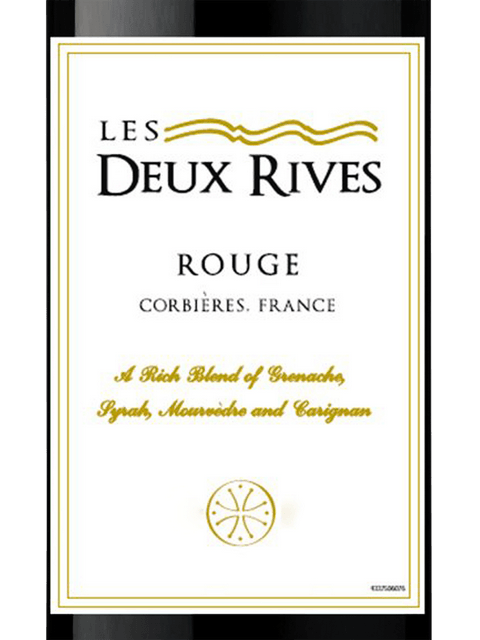 LES
DEUX RIVES
ROUGE
CORBIÈRES, FRANCE
A Rich Blend of Grenache,
Syrah, Mourvèdre and Carignan